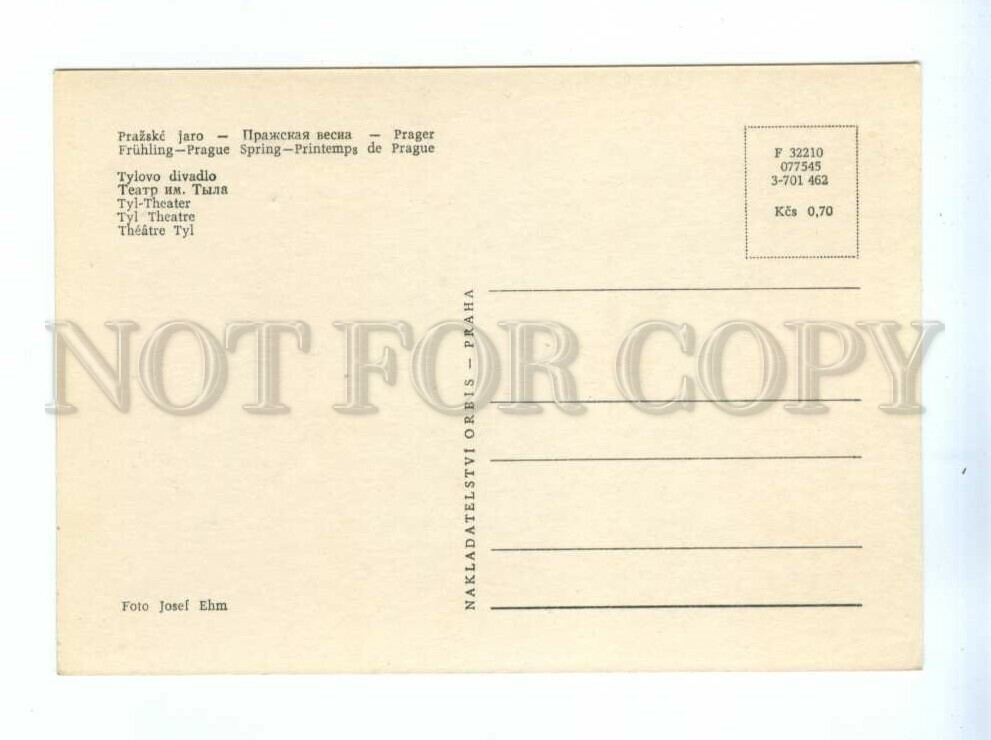 Pražské jaro — Пражская весна — Prager
Frühling—Prague Spring—Printemps de Prague
Tylovo divadlo
Театр им. Тыла
Tyl-Theater
Tyl Theatre
Théâtre Tyl
F 32210
077545
3-701 462
Kčs 0,70
NAKLADATELSTVÍ ORBIS — PRAHA
NOT FOR COPY
Foto Josef Ehm